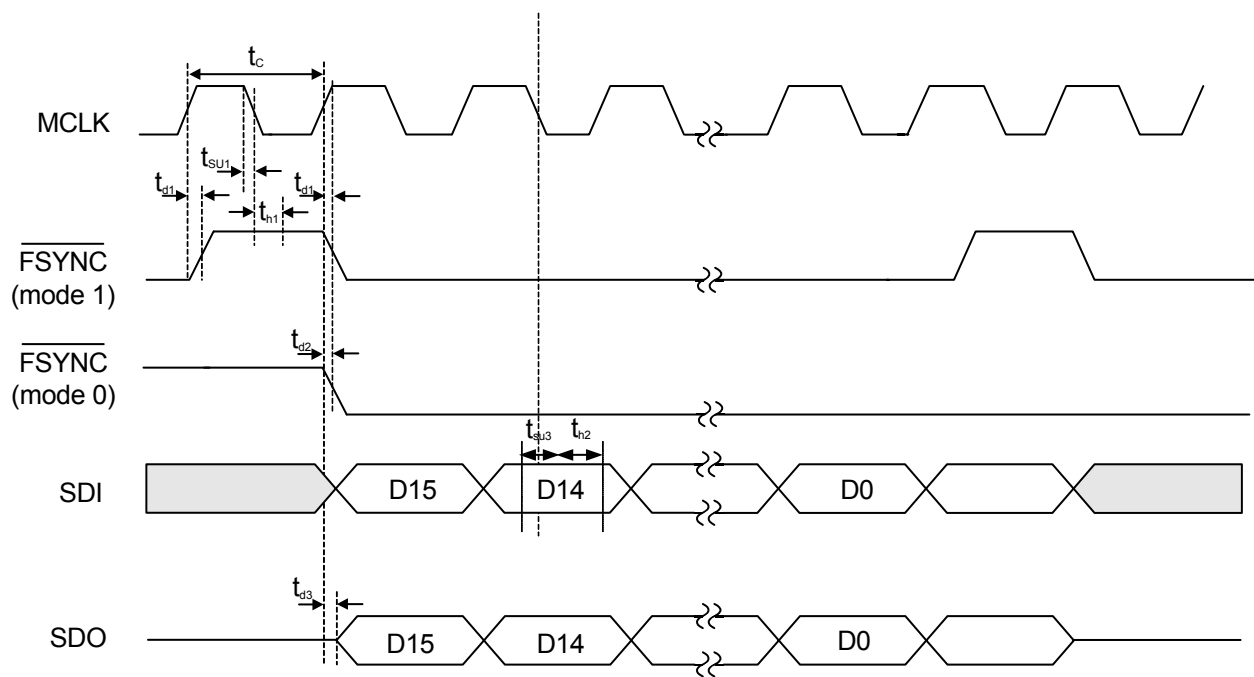 tC
MCLK
tSU1
td1
td1
th1
FSYNC
(mode 1)
td2
FSYNC
(mode 0)
tsu3
th2
SDI
D15
D14
D0
td3
SDO
D15
D14
D0